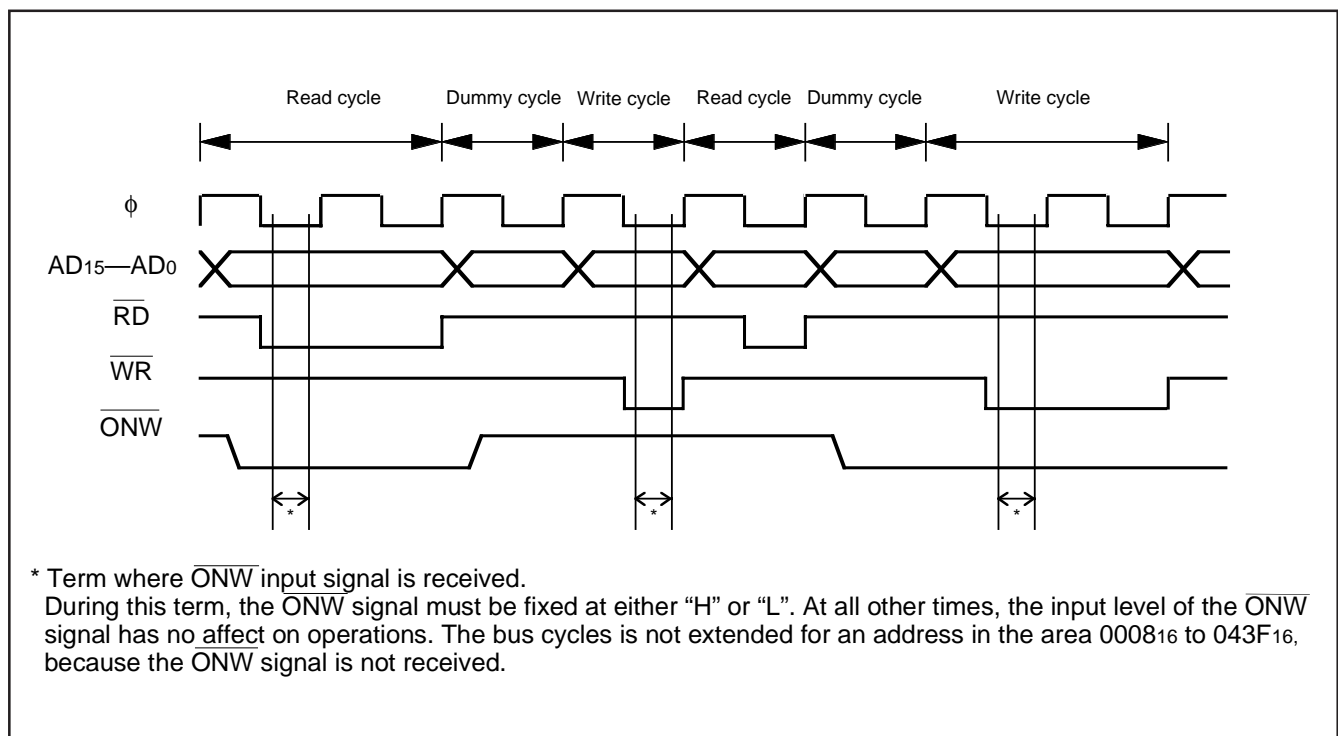 Read cycle Dummy cycle Write cycle Read cycle Dummy cycle Write cycle
ϕ
AD15—AD0
RD
WR
ONW
* * *
* Term where ONW input signal is received.
During this term, the ONW signal must be fixed at either “H” or “L”. At all other times, the input level of the ONW
signal has no affect on operations. The bus cycles is not extended for an address in the area 000816 to 043F16,
because the ONW signal is not received.